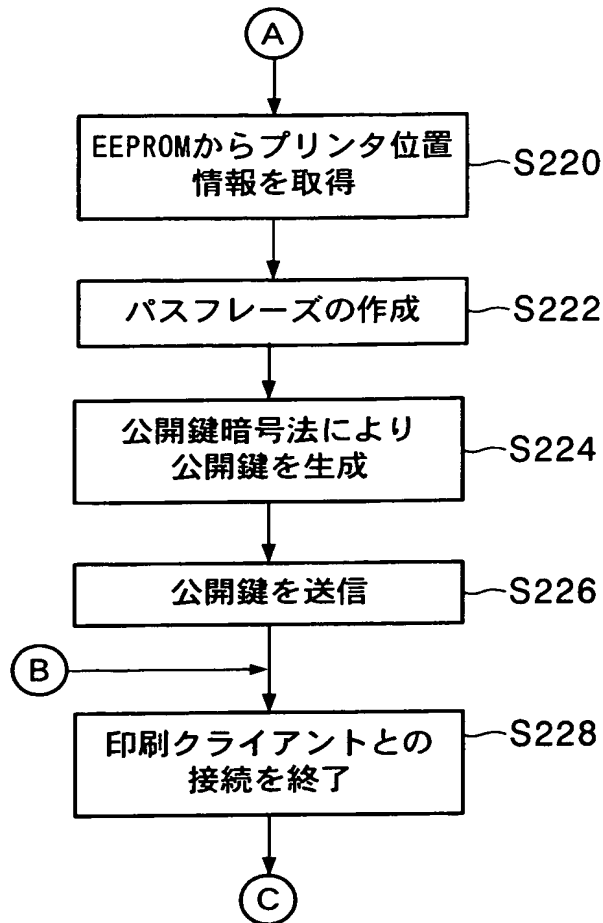 A
EEPROMからプリンタ位置
情報を取得
S220
パスフレーズの作成
S222
公開鍵暗号法により
公開鍵を生成
S224
公開鍵を送信
S226
B
印刷クライアントとの
接続を終了
S228
C